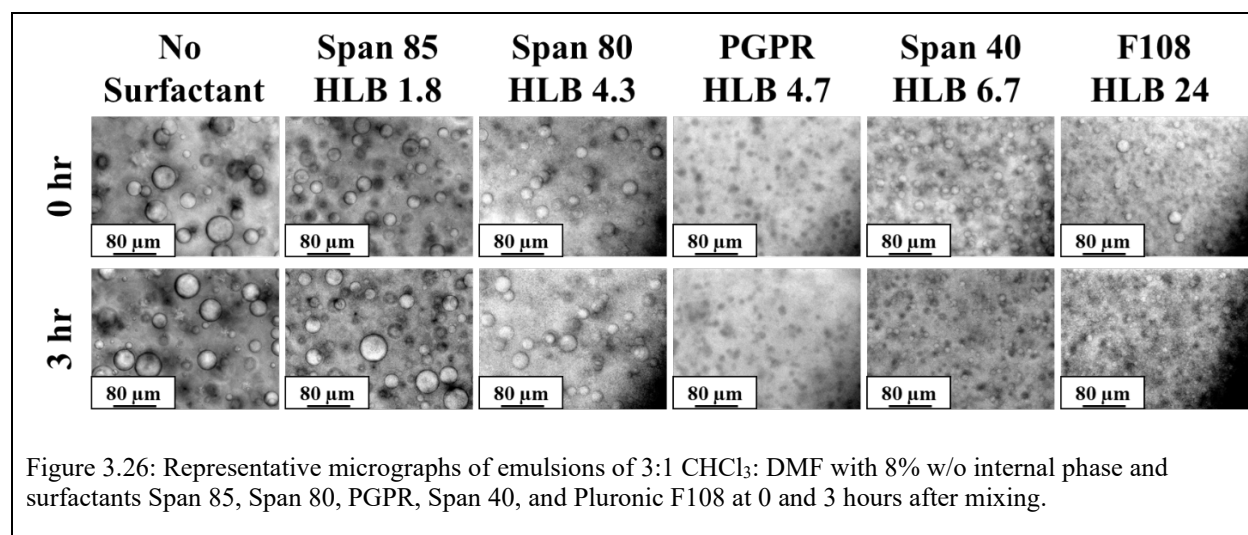 No Surfactant
Span 85 HLB 1.8
Span 80 HLB 4.3
PGPR HLB 4.7
Span 40 HLB 6.7
F108 HLB 24
0 hr
80 µm
80 µm
80 µm
80 µm
80 µm
80 µm
3 hr
80 µm
80 µm
80 µm
80 µm
80 µm
80 µm
Figure 3.26: Representative micrographs of emulsions of 3:1 CHCl₃: DMF with 8% w/o internal phase and
surfactants Span 85, Span 80, PGPR, Span 40, and Pluronic F108 at 0 and 3 hours after mixing.